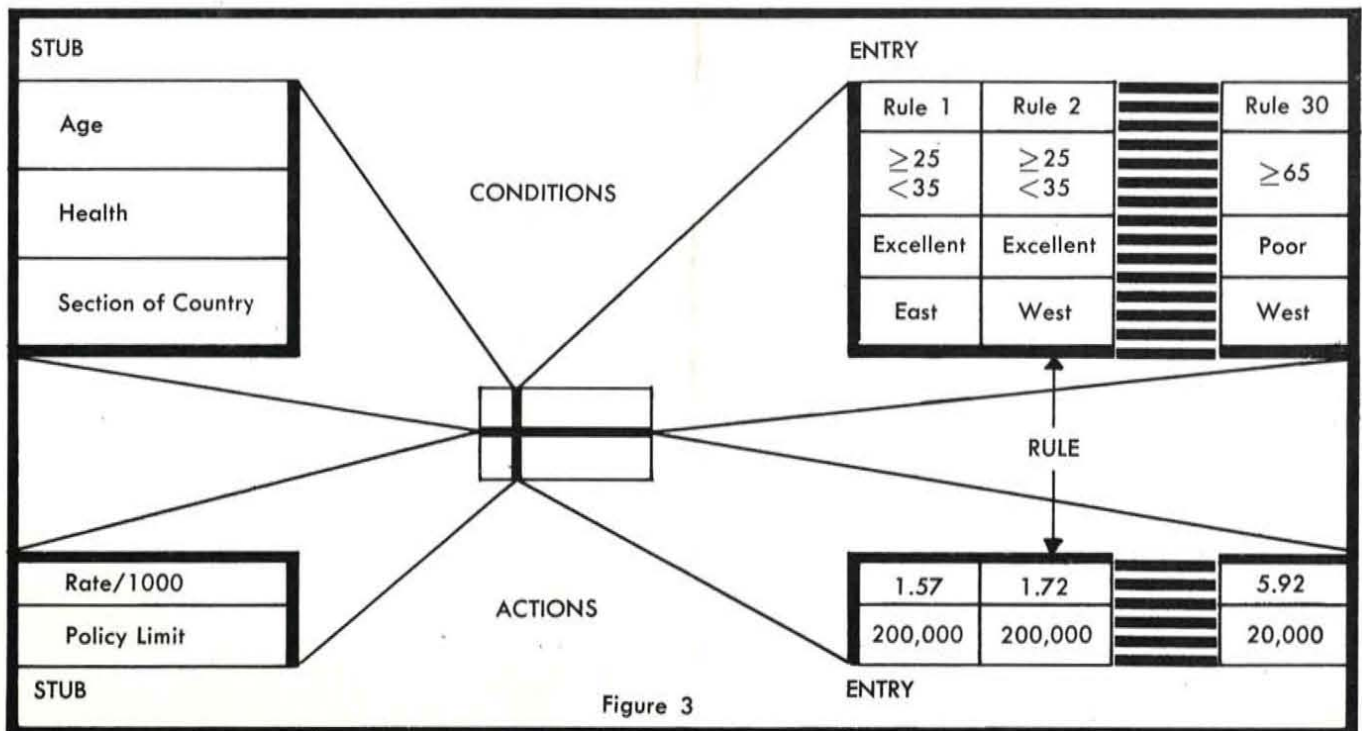 STUB
ENTRY
Age
Health
Section of Country
CONDITIONS
Rule 1
Rule 2
Rule 30
≥25
<35
≥25
<35
≥65
Excellent
Excellent
Poor
East
West
West
RULE
Rate/1000
Policy Limit
ACTIONS
1.57
1.72
5.92
200,000
200,000
20,000
STUB
ENTRY
Figure 3